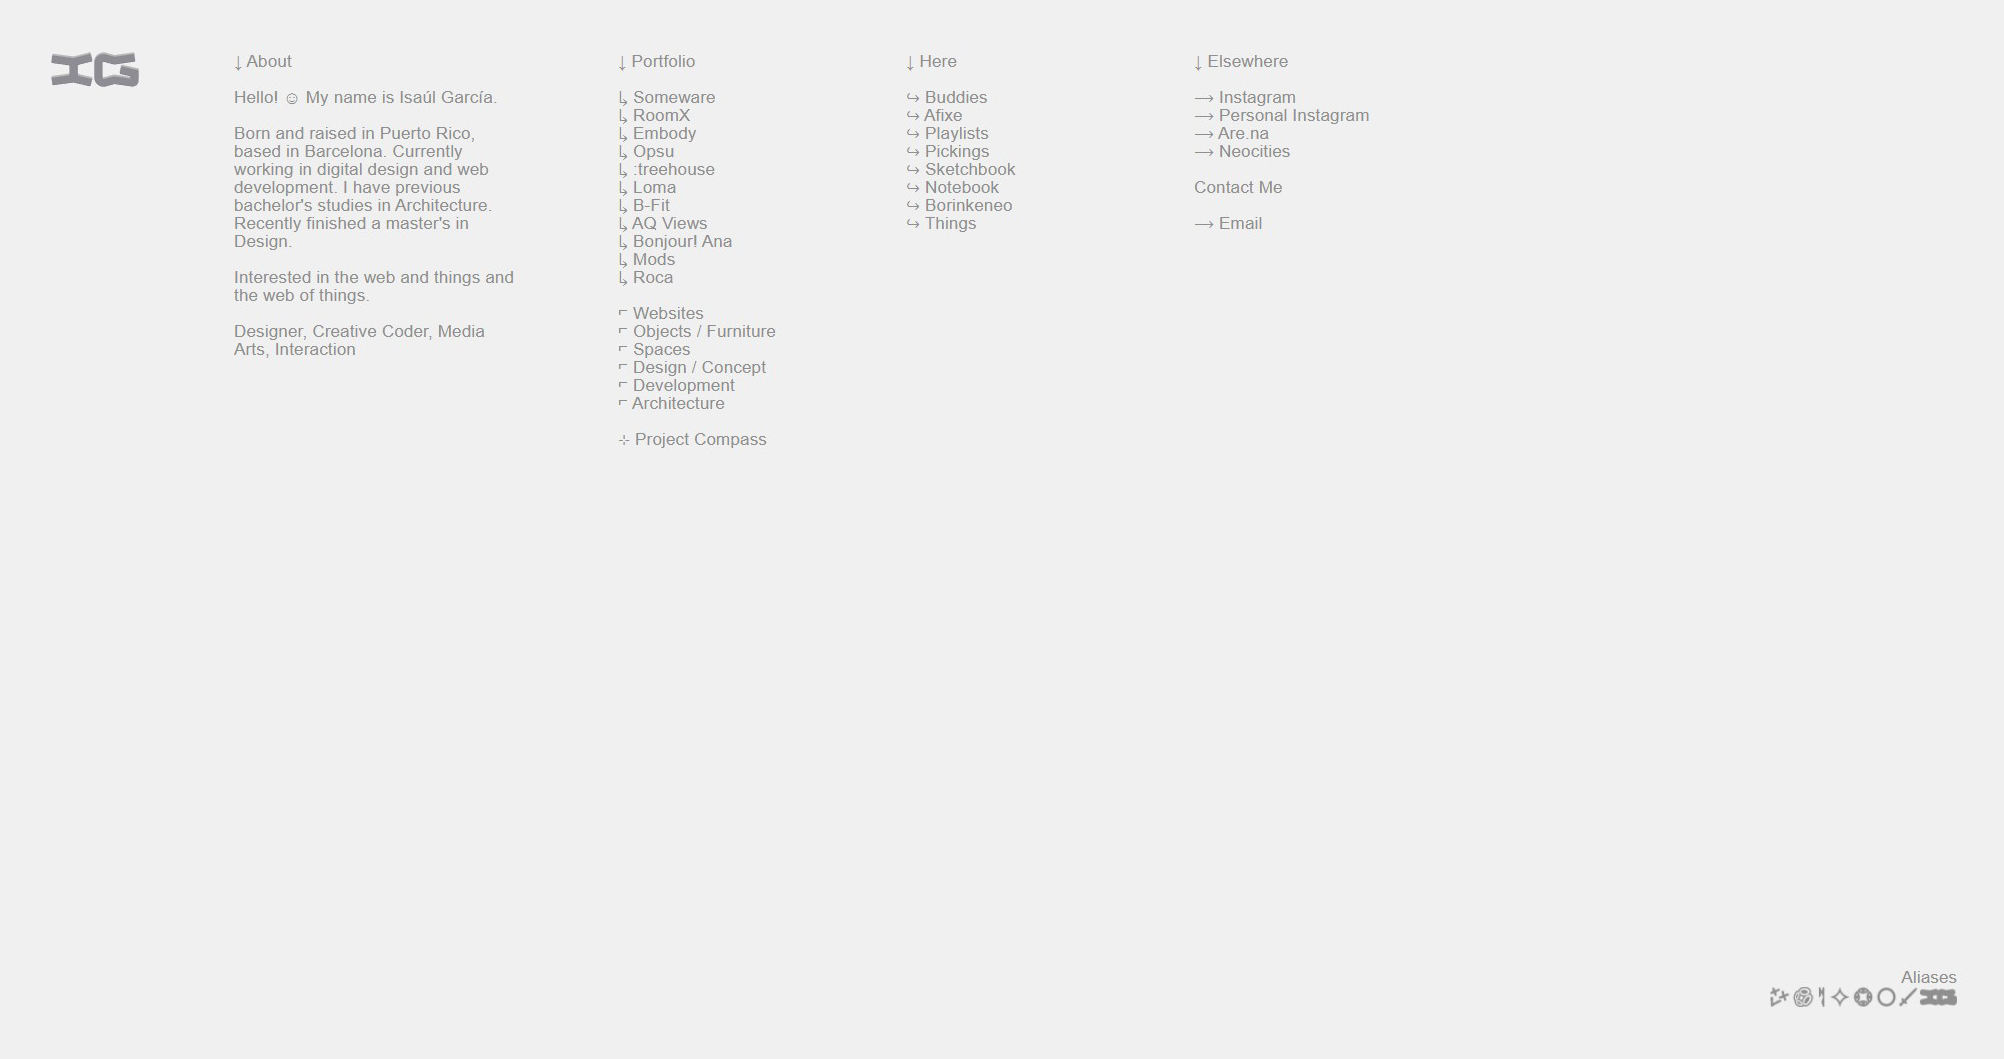 IG
↓ About
Hello! ☺ My name is Isaúl García.
Born and raised in Puerto Rico,
based in Barcelona. Currently
working in digital design and web
development. I have previous
bachelor's studies in Architecture.
Recently finished a master's in
Design.
Interested in the web and things and
the web of things.
Designer, Creative Coder, Media
Arts, Interaction
↓ Portfolio
↳ Someware
↳ RoomX
↳ Embody
↳ Opsu
↳ :treehouse
↳ Loma
↳ B-Fit
↳ AQ Views
↳ Bonjour! Ana
↳ Mods
↳ Roca
⌐ Websites
⌐ Objects / Furniture
⌐ Spaces
⌐ Design / Concept
⌐ Development
⌐ Architecture
⊹ Project Compass
↓ Here
↪ Buddies
↪ Afixe
↪ Playlists
↪ Pickings
↪ Sketchbook
↪ Notebook
↪ Borinkeneo
↪ Things
↓ Elsewhere
⟶ Instagram
⟶ Personal Instagram
⟶ Are.na
⟶ Neocities
Contact Me
⟶ Email
Aliases